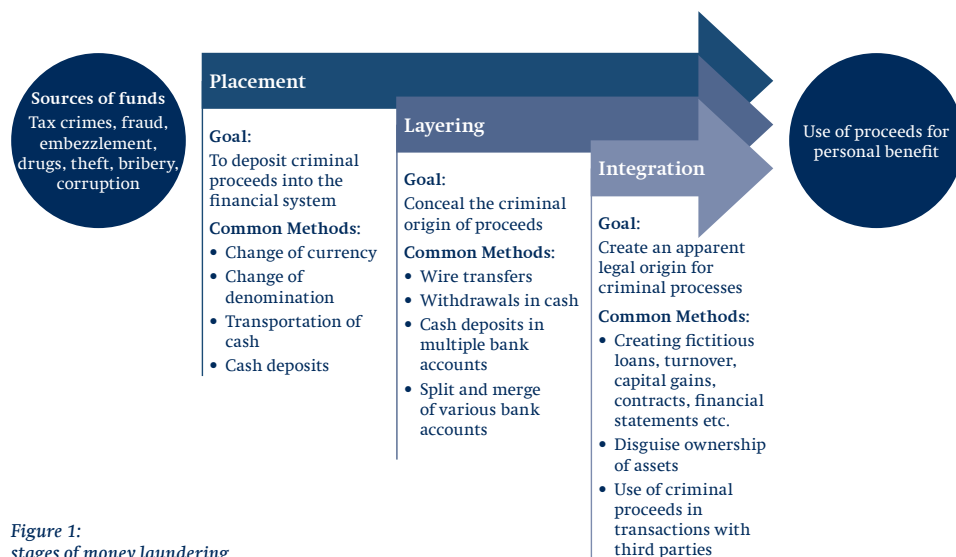 Sources of funds
Tax crimes, fraud,
embezzlement,
drugs, theft, bribery,
corruption
Placement
Goal:
To deposit criminal
proceeds into the
financial system
Common Methods:
• Change of currency
• Change of
denomination
• Transportation of
cash
• Cash deposits
Layering
Goal:
Conceal the criminal
origin of proceeds
Common Methods:
• Wire transfers
• Withdrawals in cash
• Cash deposits in
multiple bank
accounts
• Split and merge
of various bank
accounts
Integration
Goal:
Create an apparent
legal origin for
criminal processes
Common Methods:
• Creating fictitious
loans, turnover,
capital gains,
contracts, financial
statements etc.
• Disguise ownership
of assets
• Use of criminal
proceeds in
transactions with
third parties
Use of proceeds for
personal benefit
Figure 1:
stages of money laundering